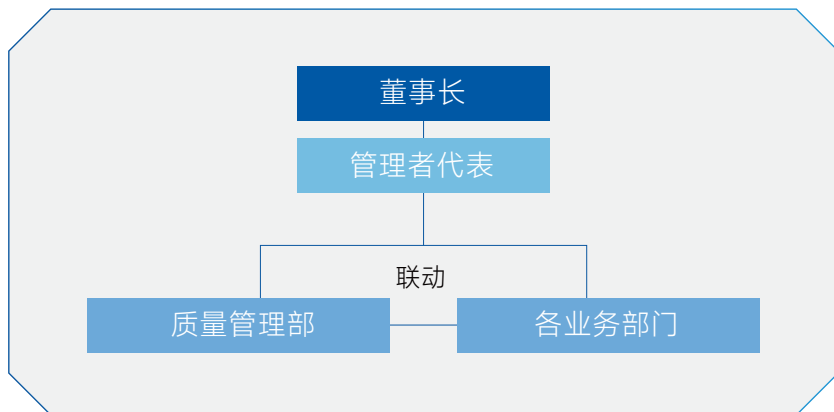 董事长
管理者代表
联动
质量管理部
各业务部门